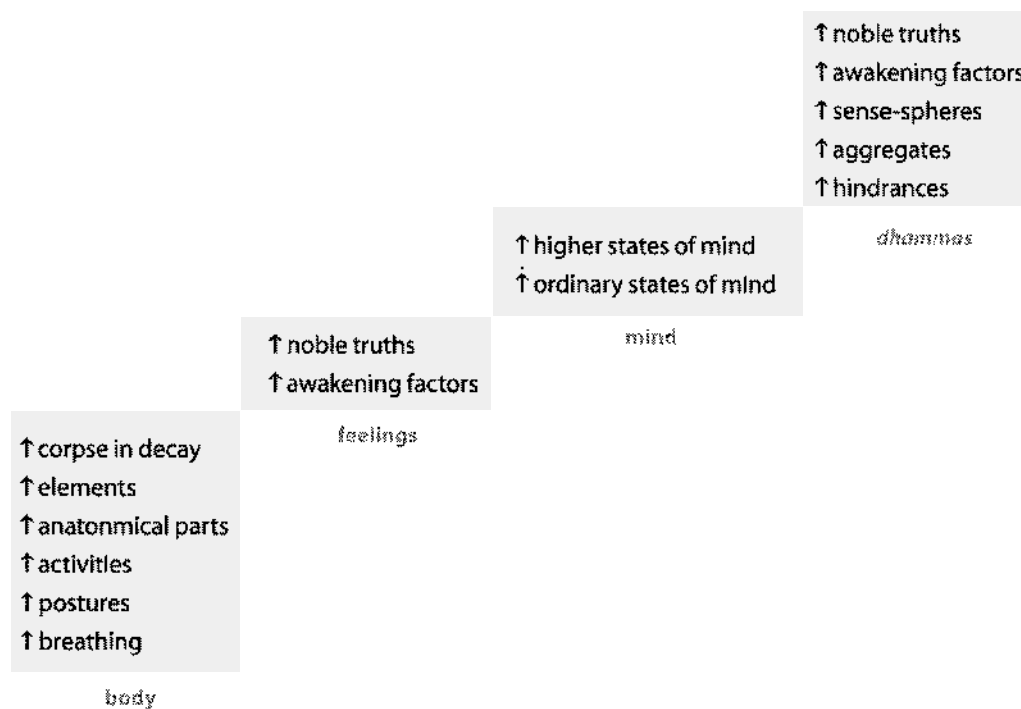 ↑ noble truths
↑ awakening factors
↑ sense-spheres
↑ aggregates
↑ hindrances
dhammas
↑ higher states of mind
↑ ordinary states of mind
mind
↑ noble truths
↑ awakening factors
feelings
↑ corpse in decay
↑ elements
↑ anatonmical parts
↑ activities
↑ postures
↑ breathing
body